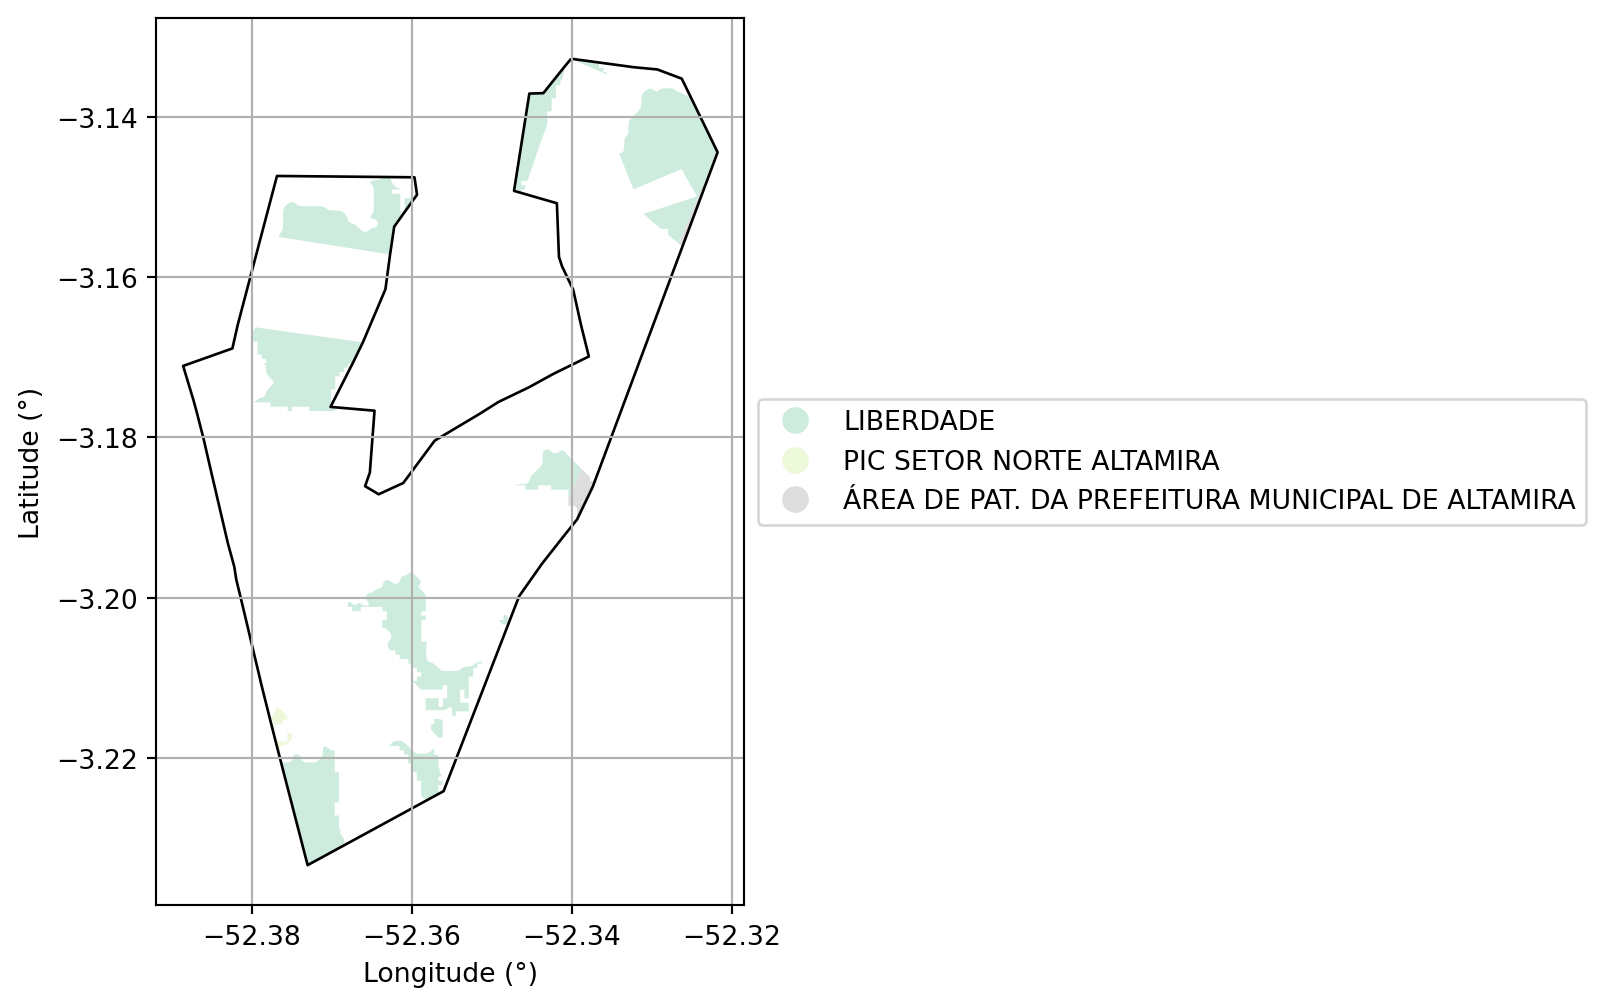 −3.14
−3.16
−3.18
−3.20
−3.22
Latitude (°)
−52.38
−52.36
−52.34
−52.32
Longitude (°)
LIBERDADE
PIC SETOR NORTE ALTAMIRA
ÁREA DE PAT. DA PREFEITURA MUNICIPAL DE ALTAMIRA